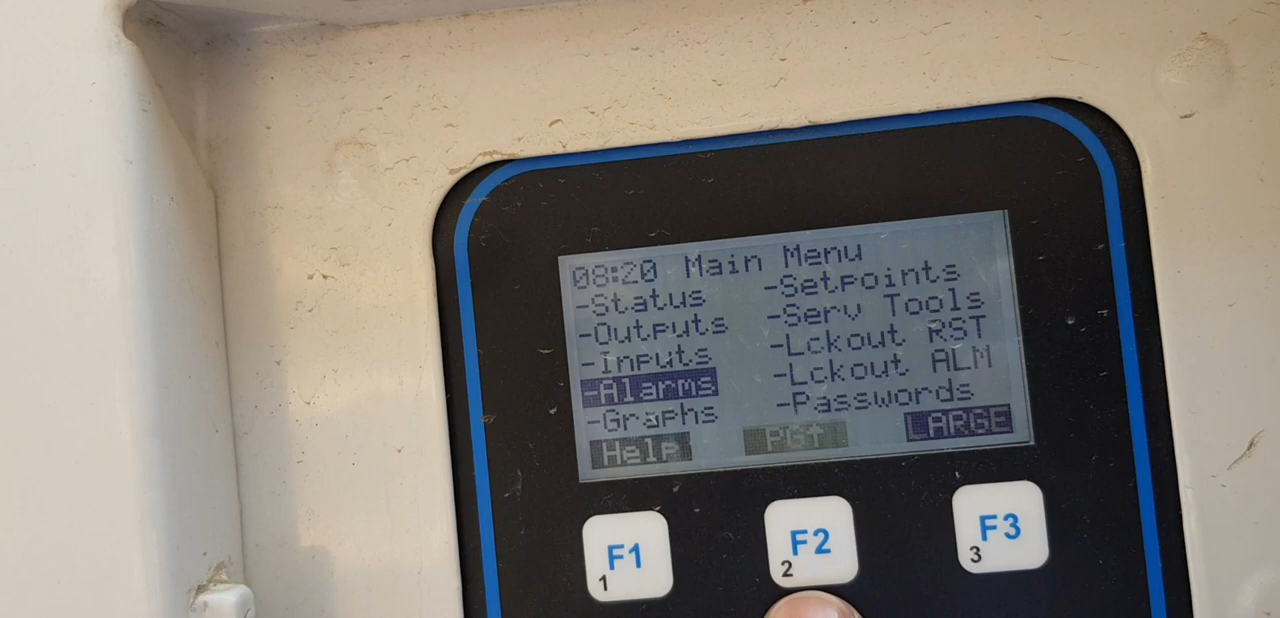 08:20 Main Menu
-Status -Setpoints
-Outputs -Serv Tools
-Inputs -Lckout RST
-Alarms -Lckout ALM
-Graphs -Passwords
Help PG↑ LARGE
F1 F2 F3
1 2 3